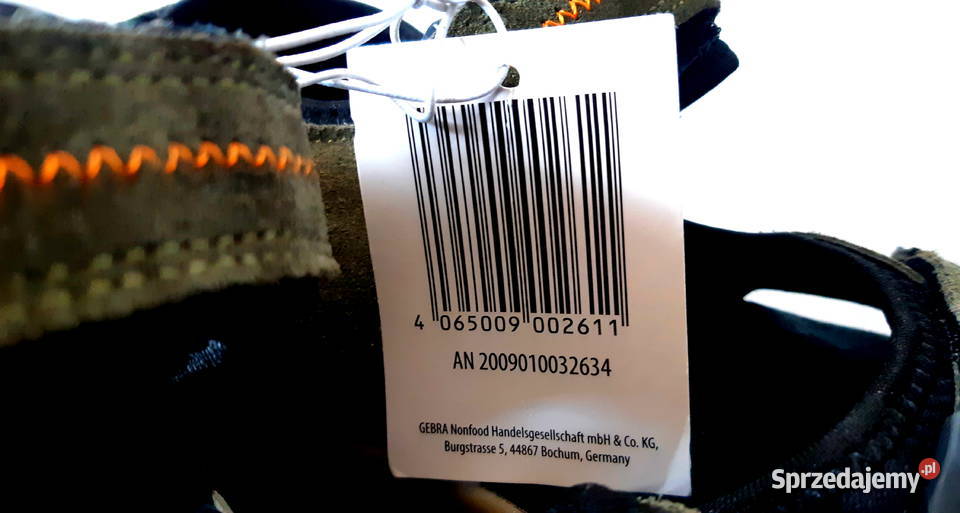 4 065009 002611
AN 2009010032634
GEBRA Nonfood Handelsgesellschaft mbH & Co. KG,
Burgstrasse 5, 44867 Bochum, Germany
Sprzedajemy.pl